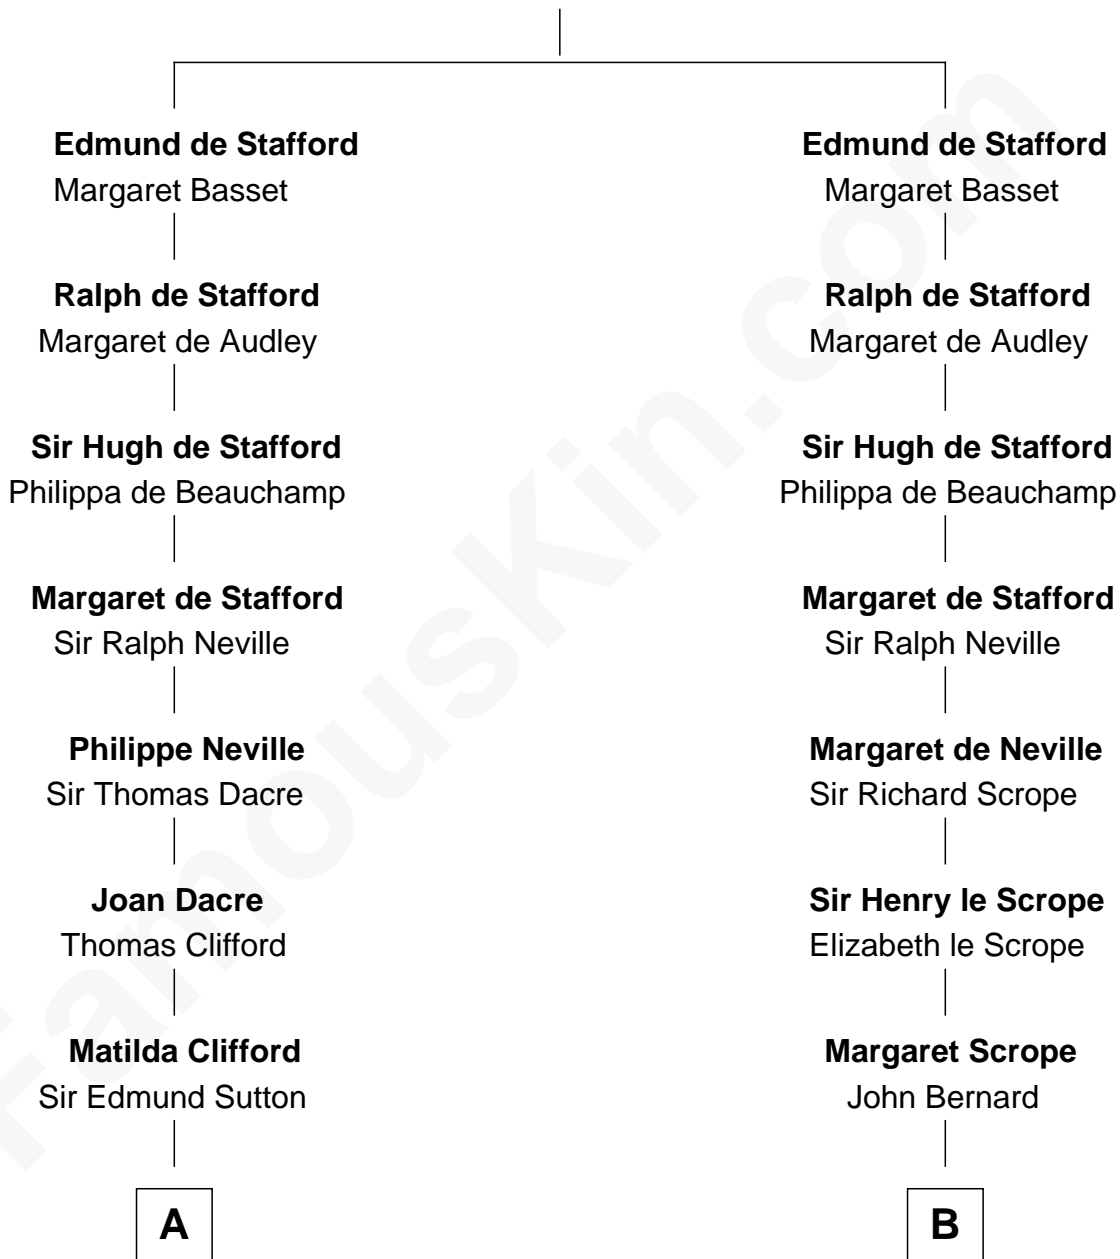 Edmund de Stafford
Margaret Basset
Ralph de Stafford
Margaret de Audley
Sir Hugh de Stafford
Philippa de Beauchamp
Margaret de Stafford
Sir Ralph Neville
Philippe Neville
Sir Thomas Dacre
Joan Dacre
Thomas Clifford
Matilda Clifford
Sir Edmund Sutton
A
Edmund de Stafford
Margaret Basset
Ralph de Stafford
Margaret de Audley
Sir Hugh de Stafford
Philippa de Beauchamp
Margaret de Stafford
Sir Ralph Neville
Margaret de Neville
Sir Richard Scrope
Sir Henry le Scrope
Elizabeth le Scrope
Margaret Scrope
John Bernard
B
FamousKin.com